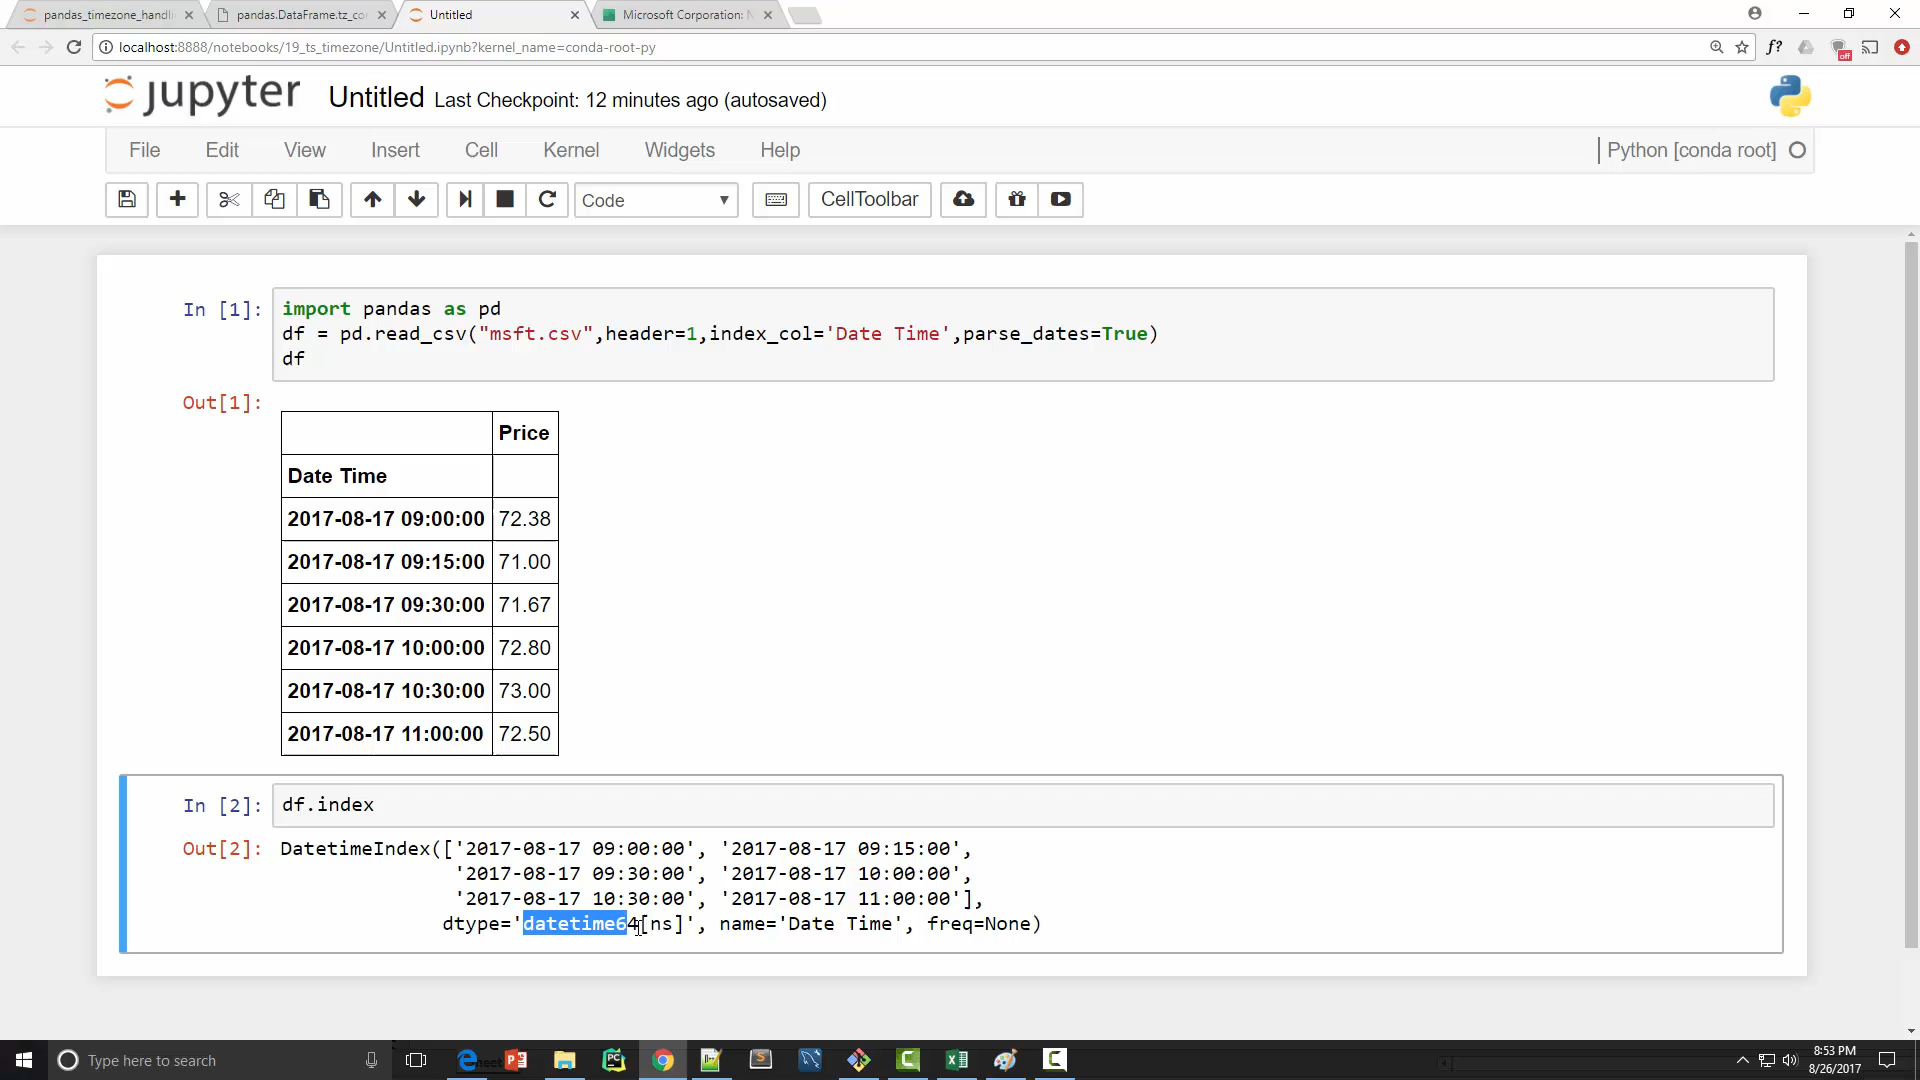 pandas_timezone_handli
pandas.DataFrame.tz_co
Untitled
Microsoft Corporation: N
localhost:8888/notebooks/19_ts_timezone/Untitled.ipynb?kernel_name=conda-root-py
f?
off
jupyter Untitled Last Checkpoint: 12 minutes ago (autosaved)
File Edit View Insert Cell Kernel Widgets Help Python [conda root]
Code CellToolbar
In [1]: import pandas as pd
df = pd.read_csv("msft.csv",header=1,index_col='Date Time',parse_dates=True)
df
Out[1]:
Price
Date Time
2017-08-17 09:00:00 72.38
2017-08-17 09:15:00 71.00
2017-08-17 09:30:00 71.67
2017-08-17 10:00:00 72.80
2017-08-17 10:30:00 73.00
2017-08-17 11:00:00 72.50
In [2]: df.index
Out[2]: DatetimeIndex(['2017-08-17 09:00:00', '2017-08-17 09:15:00',
'2017-08-17 09:30:00', '2017-08-17 10:00:00',
'2017-08-17 10:30:00', '2017-08-17 11:00:00'],
dtype='datetime64[ns]', name='Date Time', freq=None)
Type here to search
8:53 PM
8/26/2017